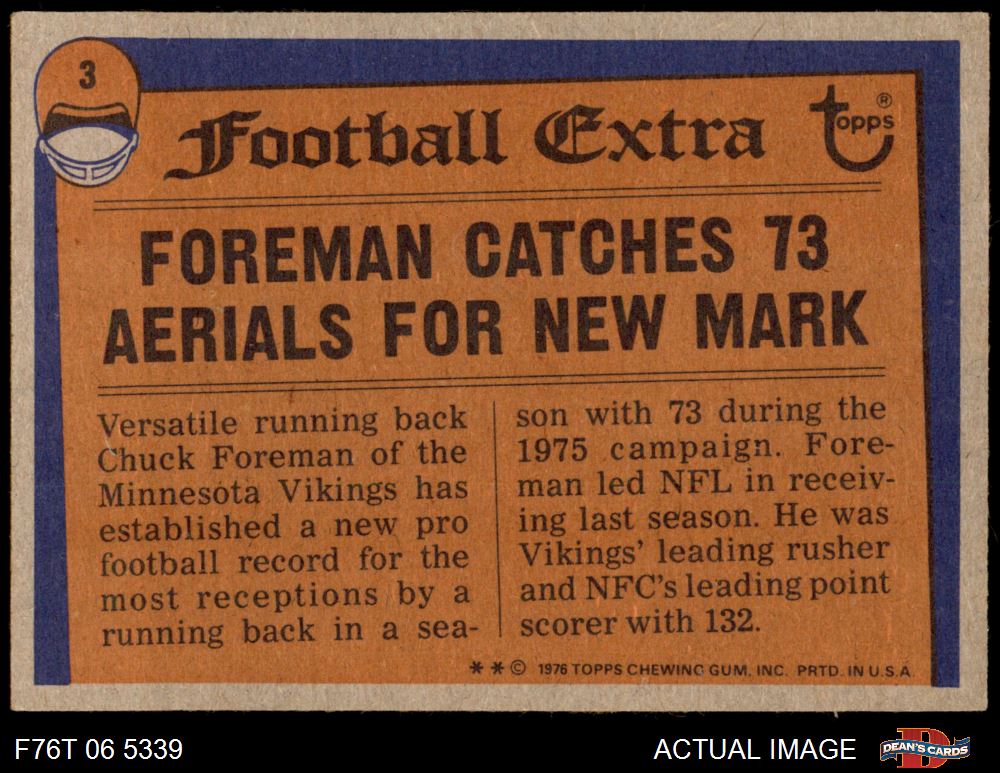 3
Football Extra
Topps ®
FOREMAN CATCHES 73
AERIALS FOR NEW MARK
Versatile running back
Chuck Foreman of the
Minnesota Vikings has
established a new pro
football record for the
most receptions by a
running back in a sea-
son with 73 during the
1975 campaign. Fore-
man led NFL in receiv-
ing last season. He was
Vikings' leading rusher
and NFC's leading point
scorer with 132.
**© 1976 TOPPS CHEWING GUM, INC. PRTD. IN U.S.A.
F76T 06 5339
ACTUAL IMAGE
DEAN'S CARDS